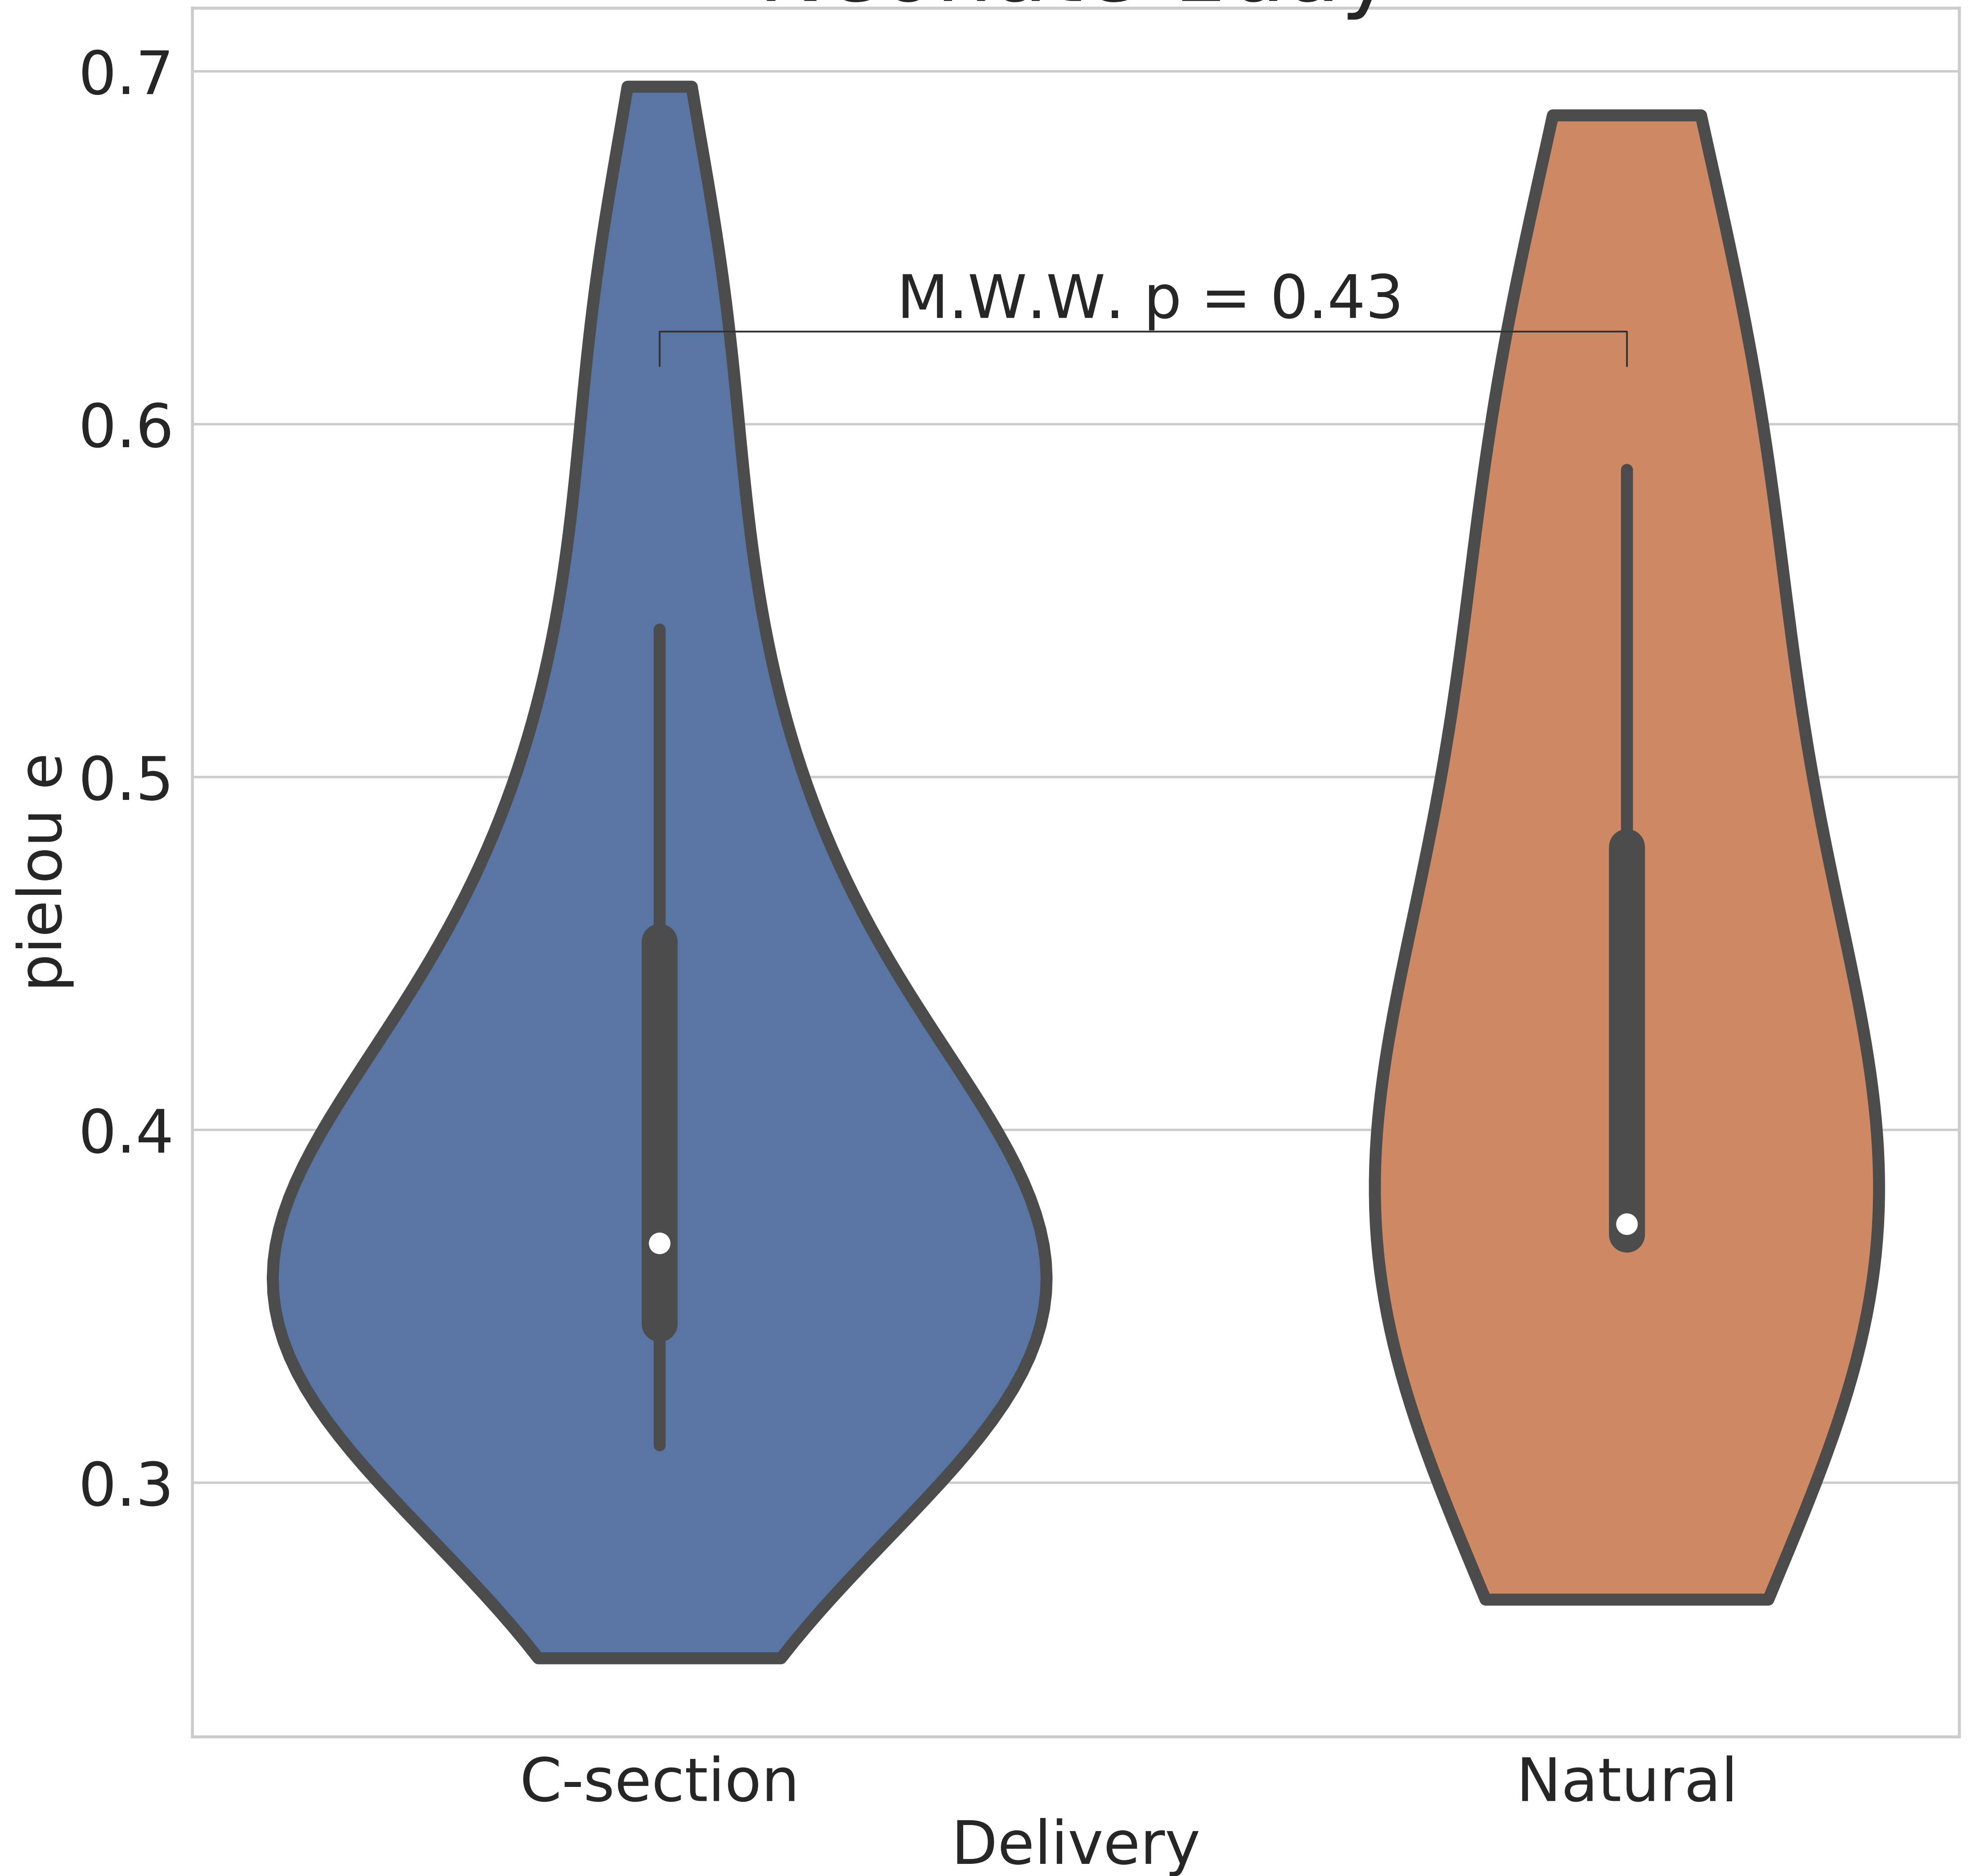 0.7
M.W.W. p = 0.43
0.6
pielou e
0.5
0.4
0.3
C-section
Natural
Delivery